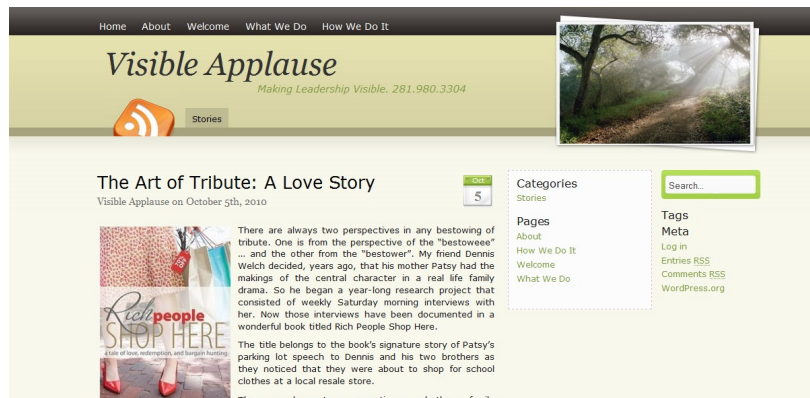 Home About Welcome What We Do How We Do It
Visible Applause
Making Leadership Visible. 281.980.3304
Stories
The Art of Tribute: A Love Story
Visible Applause on October 5th, 2010
Oct
5
There are always two perspectives in any bestowing of
tribute. One is from the perspective of the “bestoweee”
... and the other from the “bestower”. My friend Dennis
Welch decided, years ago, that his mother Patsy had the
makings of the central character in a real life family
drama. So he began a year-long research project that
consisted of weekly Saturday morning interviews with
her. Now those interviews have been documented in a
wonderful book titled Rich People Shop Here.
The title belongs to the book’s signature story of Patsy’s
parking lot speech to Dennis and his two brothers as
they noticed that they were about to shop for school
clothes at a local resale store.
Rich people
SHOP HERE
a tale of love, redemption, and bargain hunting
Categories
Stories
Pages
About
How We Do It
Welcome
What We Do
Search...
Tags
Meta
Log in
Entries RSS
Comments RSS
WordPress.org